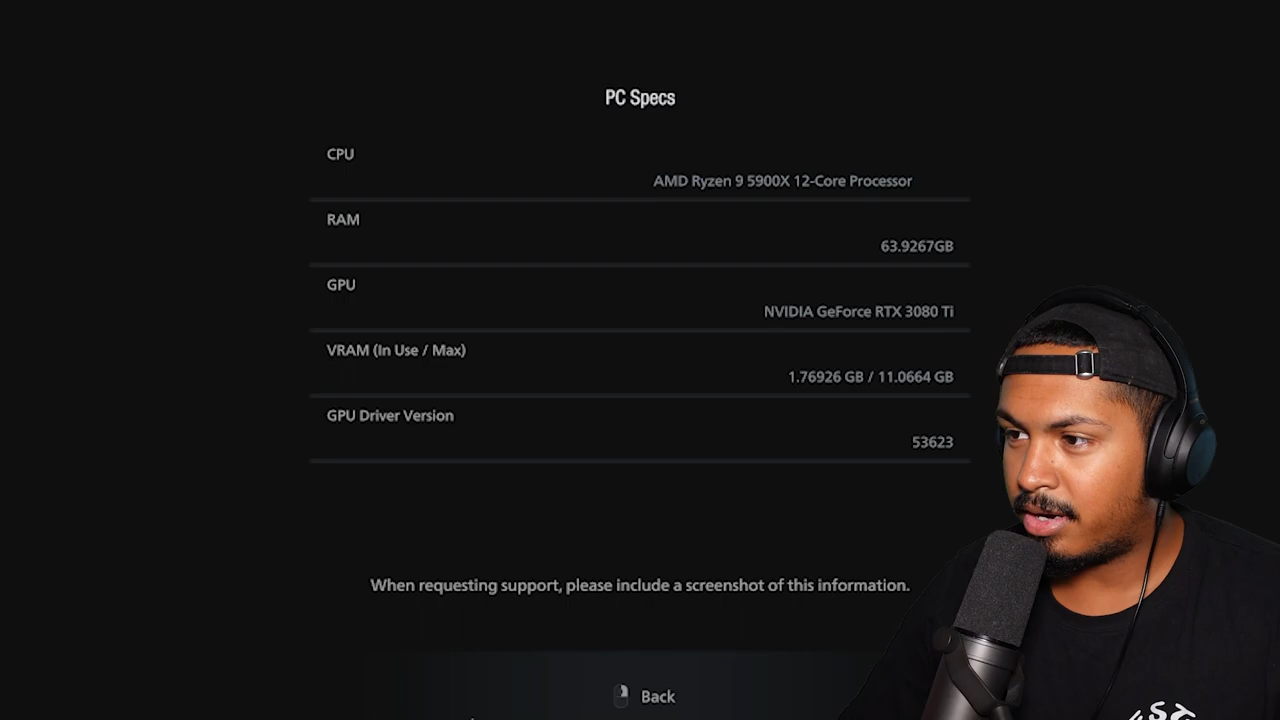 PC Specs
CPU
AMD Ryzen 9 5900X 12-Core Processor
RAM
63.9267GB
GPU
NVIDIA GeForce RTX 3080 Ti
VRAM (In Use / Max)
1.76926 GB / 11.0664 GB
GPU Driver Version
53623
When requesting support, please include a screenshot of this information.
Back